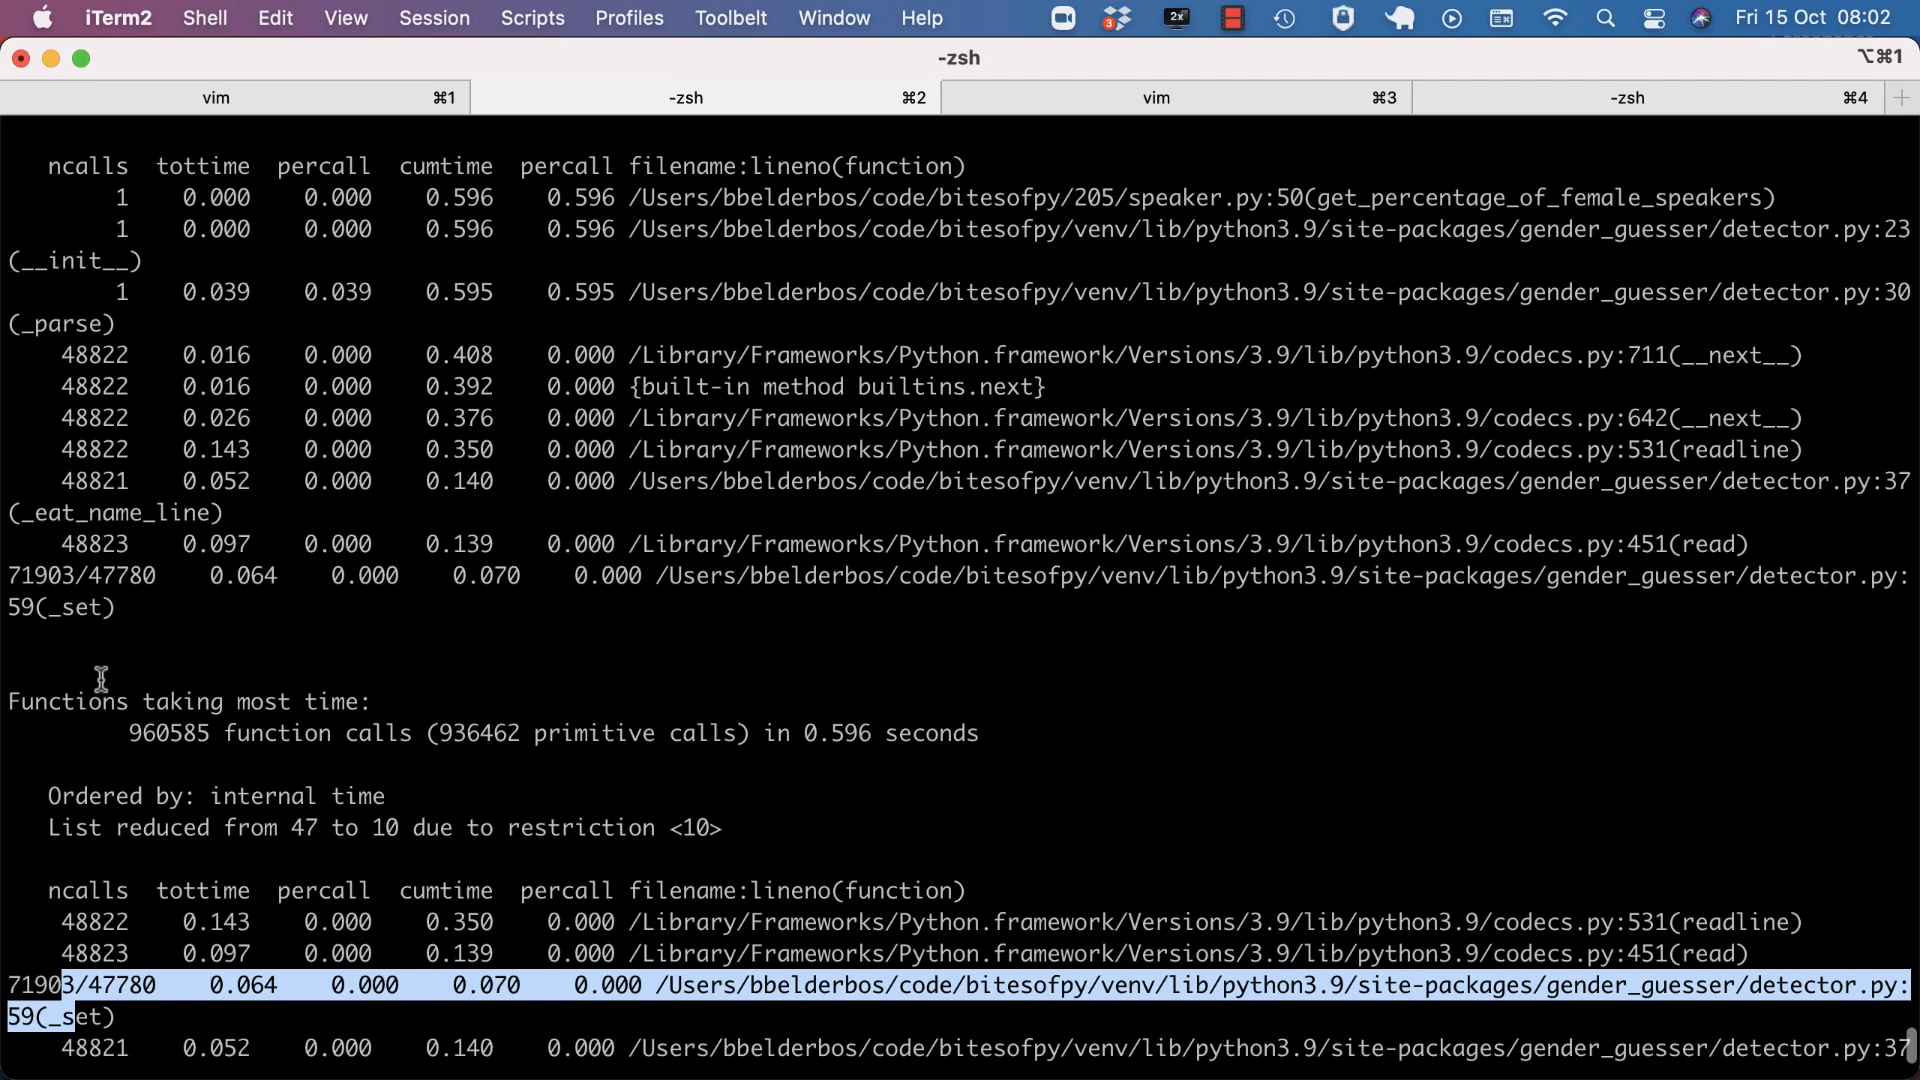 iTerm2 Shell Edit View Session Scripts Profiles Toolbelt Window Help 3 2x Fri 15 Oct 08:02
-zsh ⌥⌘1
vim ⌘1 -zsh ⌘2 vim ⌘3 -zsh ⌘4 +
ncalls tottime percall cumtime percall filename:lineno(function)
1 0.000 0.000 0.596 0.596 /Users/bbelderbos/code/bitesofpy/205/speaker.py:50(get_percentage_of_female_speakers)
1 0.000 0.000 0.596 0.596 /Users/bbelderbos/code/bitesofpy/venv/lib/python3.9/site-packages/gender_guesser/detector.py:23
(__init__)
1 0.039 0.039 0.595 0.595 /Users/bbelderbos/code/bitesofpy/venv/lib/python3.9/site-packages/gender_guesser/detector.py:30
(_parse)
48822 0.016 0.000 0.408 0.000 /Library/Frameworks/Python.framework/Versions/3.9/lib/python3.9/codecs.py:711(__next__)
48822 0.016 0.000 0.392 0.000 {built-in method builtins.next}
48822 0.026 0.000 0.376 0.000 /Library/Frameworks/Python.framework/Versions/3.9/lib/python3.9/codecs.py:642(__next__)
48822 0.143 0.000 0.350 0.000 /Library/Frameworks/Python.framework/Versions/3.9/lib/python3.9/codecs.py:531(readline)
48821 0.052 0.000 0.140 0.000 /Users/bbelderbos/code/bitesofpy/venv/lib/python3.9/site-packages/gender_guesser/detector.py:37
(_eat_name_line)
48823 0.097 0.000 0.139 0.000 /Library/Frameworks/Python.framework/Versions/3.9/lib/python3.9/codecs.py:451(read)
71903/47780 0.064 0.000 0.070 0.000 /Users/bbelderbos/code/bitesofpy/venv/lib/python3.9/site-packages/gender_guesser/detector.py:
59(_set)
Functions taking most time:
960585 function calls (936462 primitive calls) in 0.596 seconds
Ordered by: internal time
List reduced from 47 to 10 due to restriction <10>
ncalls tottime percall cumtime percall filename:lineno(function)
48822 0.143 0.000 0.350 0.000 /Library/Frameworks/Python.framework/Versions/3.9/lib/python3.9/codecs.py:531(readline)
48823 0.097 0.000 0.139 0.000 /Library/Frameworks/Python.framework/Versions/3.9/lib/python3.9/codecs.py:451(read)
71903/47780 0.064 0.000 0.070 0.000 /Users/bbelderbos/code/bitesofpy/venv/lib/python3.9/site-packages/gender_guesser/detector.py:
59(_set)
48821 0.052 0.000 0.140 0.000 /Users/bbelderbos/code/bitesofpy/venv/lib/python3.9/site-packages/gender_guesser/detector.py:37